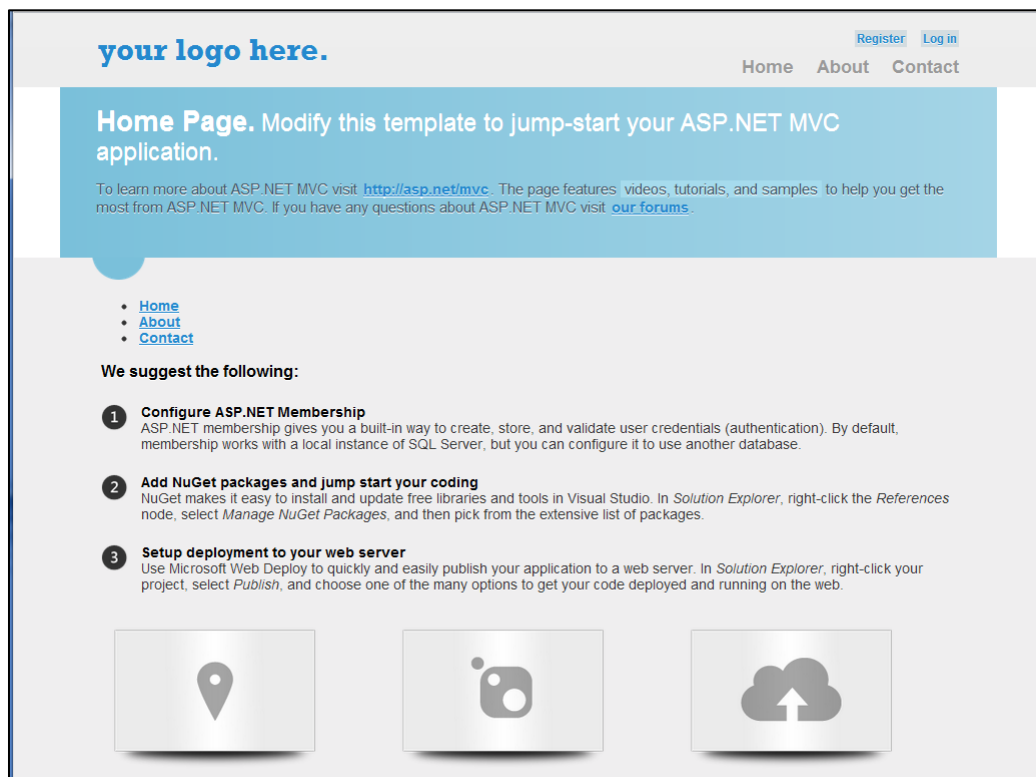 your logo here.
Register Log in
Home About Contact
Home Page. Modify this template to jump-start your ASP.NET MVC
application.
To learn more about ASP.NET MVC visit http://asp.net/mvc. The page features videos, tutorials, and samples to help you get the
most from ASP.NET MVC. If you have any questions about ASP.NET MVC visit our forums.
• Home
• About
• Contact
We suggest the following:
1 Configure ASP.NET Membership
ASP.NET membership gives you a built-in way to create, store, and validate user credentials (authentication). By default,
membership works with a local instance of SQL Server, but you can configure it to use another database.
2 Add NuGet packages and jump start your coding
NuGet makes it easy to install and update free libraries and tools in Visual Studio. In Solution Explorer, right-click the References
node, select Manage NuGet Packages, and then pick from the extensive list of packages.
3 Setup deployment to your web server
Use Microsoft Web Deploy to quickly and easily publish your application to a web server. In Solution Explorer, right-click your
project, select Publish, and choose one of the many options to get your code deployed and running on the web.